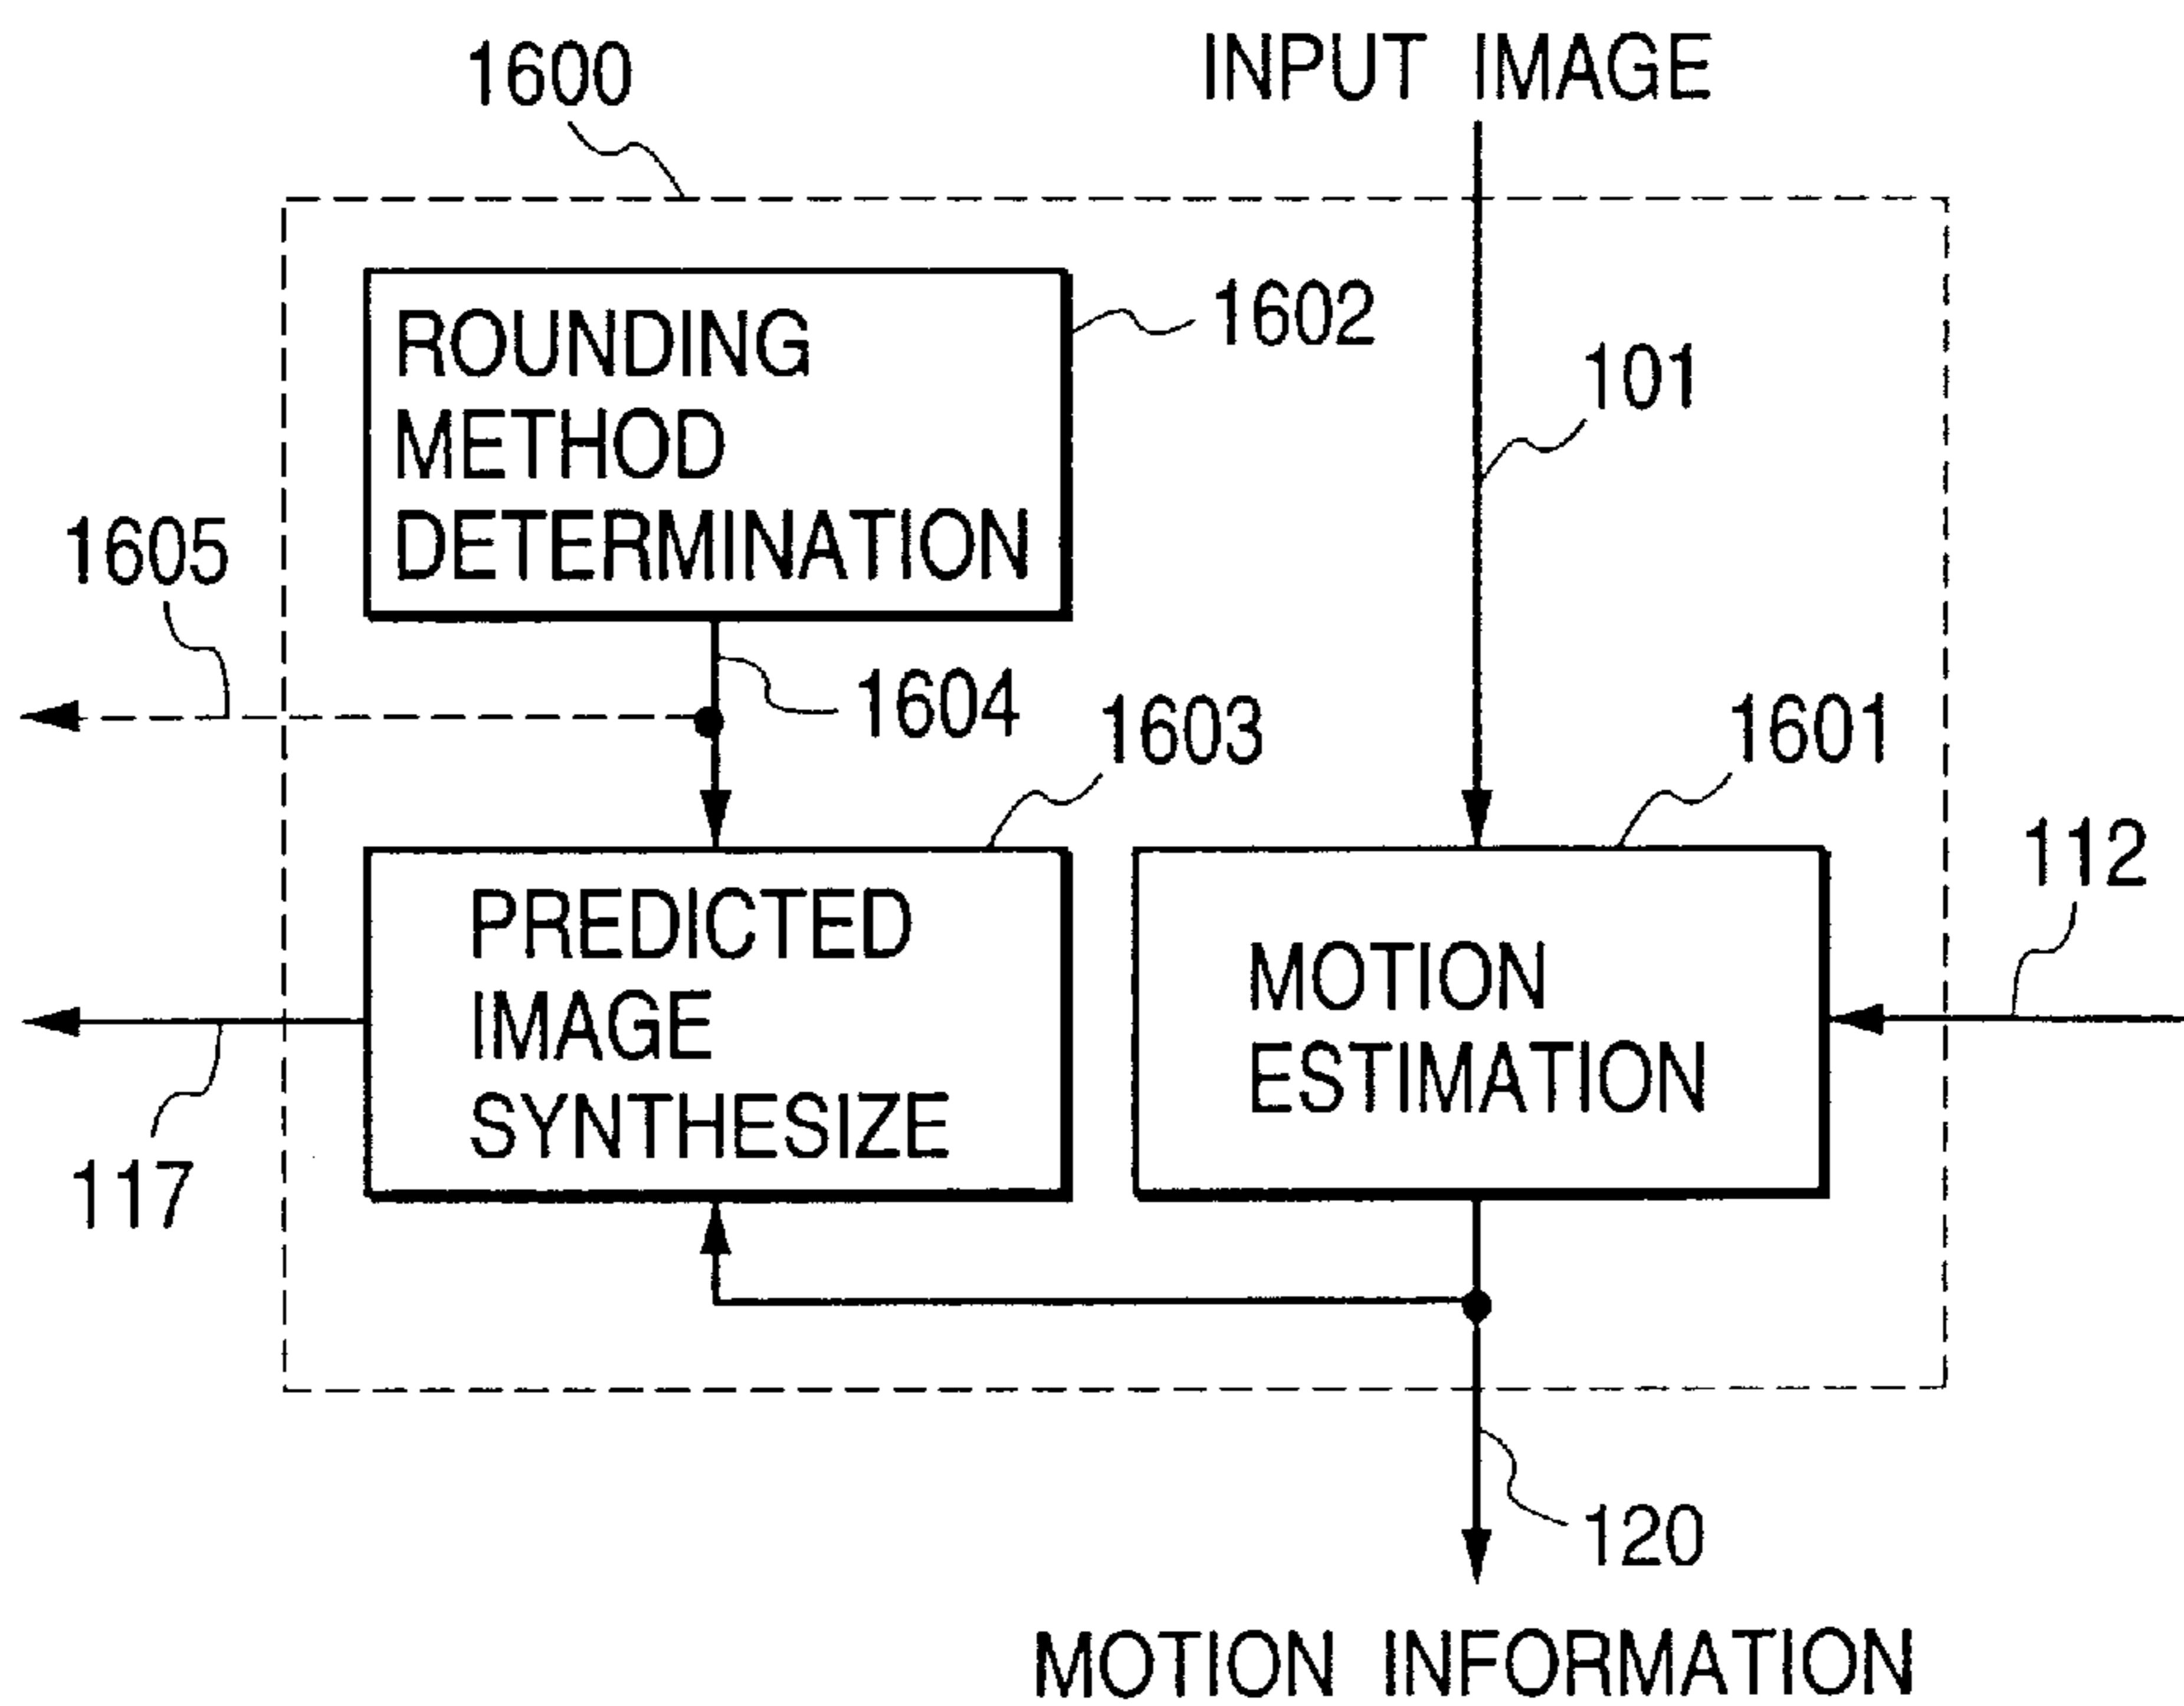 1600
INPUT IMAGE
ROUNDING
METHOD
DETERMINATION
1602
101
1605
1604
1603
1601
112
PREDICTED
IMAGE
SYNTHESIZE
MOTION
ESTIMATION
117
120
MOTION INFORMATION